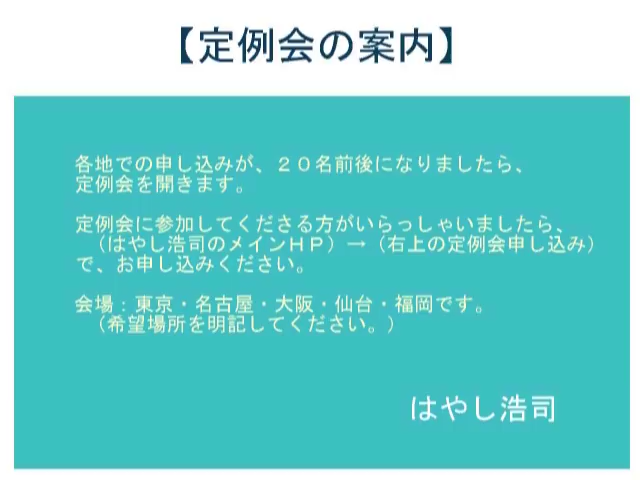 【定例会の案内】
各地での申し込みが、２０名前後になりましたら、
定例会を開きます。
定例会に参加してくださる方がいらっしゃいましたら、
（はやし浩司のメインＨＰ）→（右上の定例会申し込み）
で、お申し込みください。
会場：東京・名古屋・大阪・仙台・福岡です。
（希望場所を明記してください。）
はやし浩司